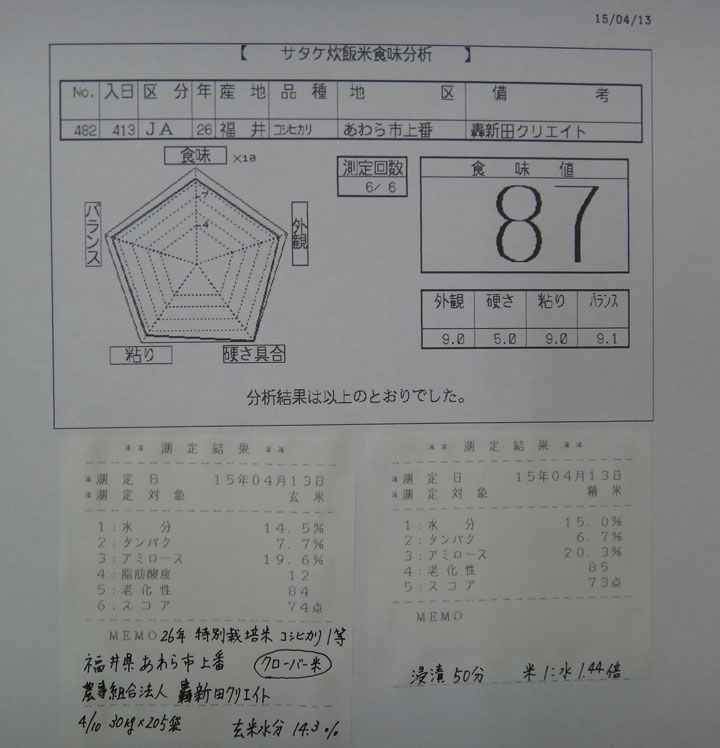 15/04/13
【 サタケ炊飯米食味分析 】
No. 入日 区分 年 産地 品種 地区 備考
482 413 JA 26 福井 コシヒカリ あわら市上番 轟新田クリエイト
食味 ×10
バランス
外観
粘り
硬さ具合
7
4
測定回数
6/ 6
食味値
87
外観 硬さ 粘り バランス
9.0 5.0 9.0 9.1
分析結果は以上のとおりでした。
** 測定結果 **
*測定日 15年04月13日
*測定対象 玄米
1:水分 14.5%
2:タンパク 7.7%
3:アミロース 19.6%
4:脂肪酸度 12
5:老化性 84
6:スコア 74点
MEMO 26年 特別栽培米 コシヒカリ 1等
福井県あわら市上番 クローバー米
農事組合法人 轟新田クリエイト
4/10 30kg×205袋 玄米水分 14.3%
** 測定結果 **
*測定日 15年04月13日
*測定対象 精米
1:水分 15.0%
2:タンパク 6.7%
3:アミロース 20.3%
4:老化性 85
5:スコア 73点
MEMO
浸漬 50分 米1:水1.44倍